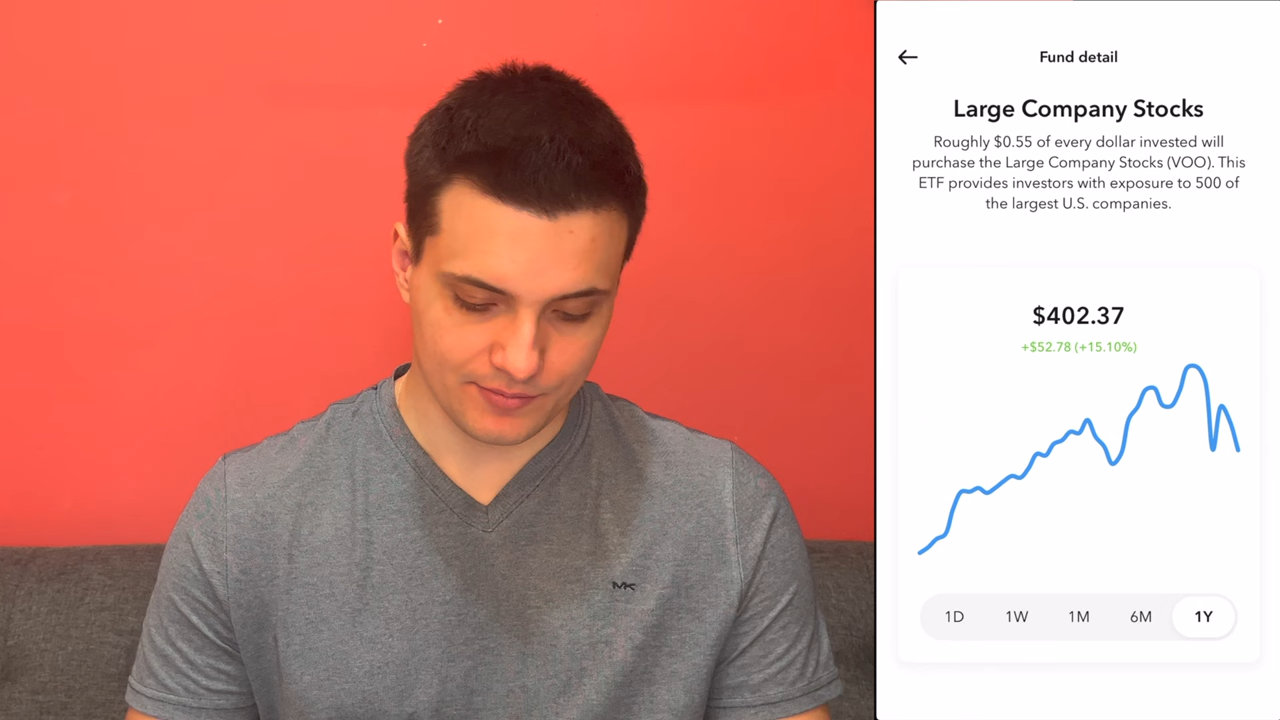 Fund detail
Large Company Stocks
Roughly $0.55 of every dollar invested will
purchase the Large Company Stocks (VOO). This
ETF provides investors with exposure to 500 of
the largest U.S. companies.
$402.37
+$52.78 (+15.10%)
1D 1W 1M 6M 1Y
MK